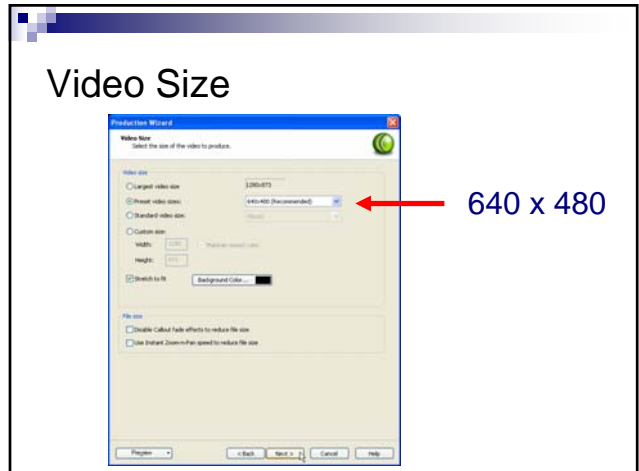 Video Size
Production Wizard
Video Size
Select the size of the video to produce.
Video size
Largest video size 1280x873
Preset video sizes: 640x480 (Recommended)
640 x 480
Standard video size:
Custom size:
Width:
Height:
Stretch to fit Background Color...
File size
Disable Callout fade effects to reduce file size
Use Instant Zoom-n-Pan speed to reduce file size
Preview < Back Next > Cancel Help